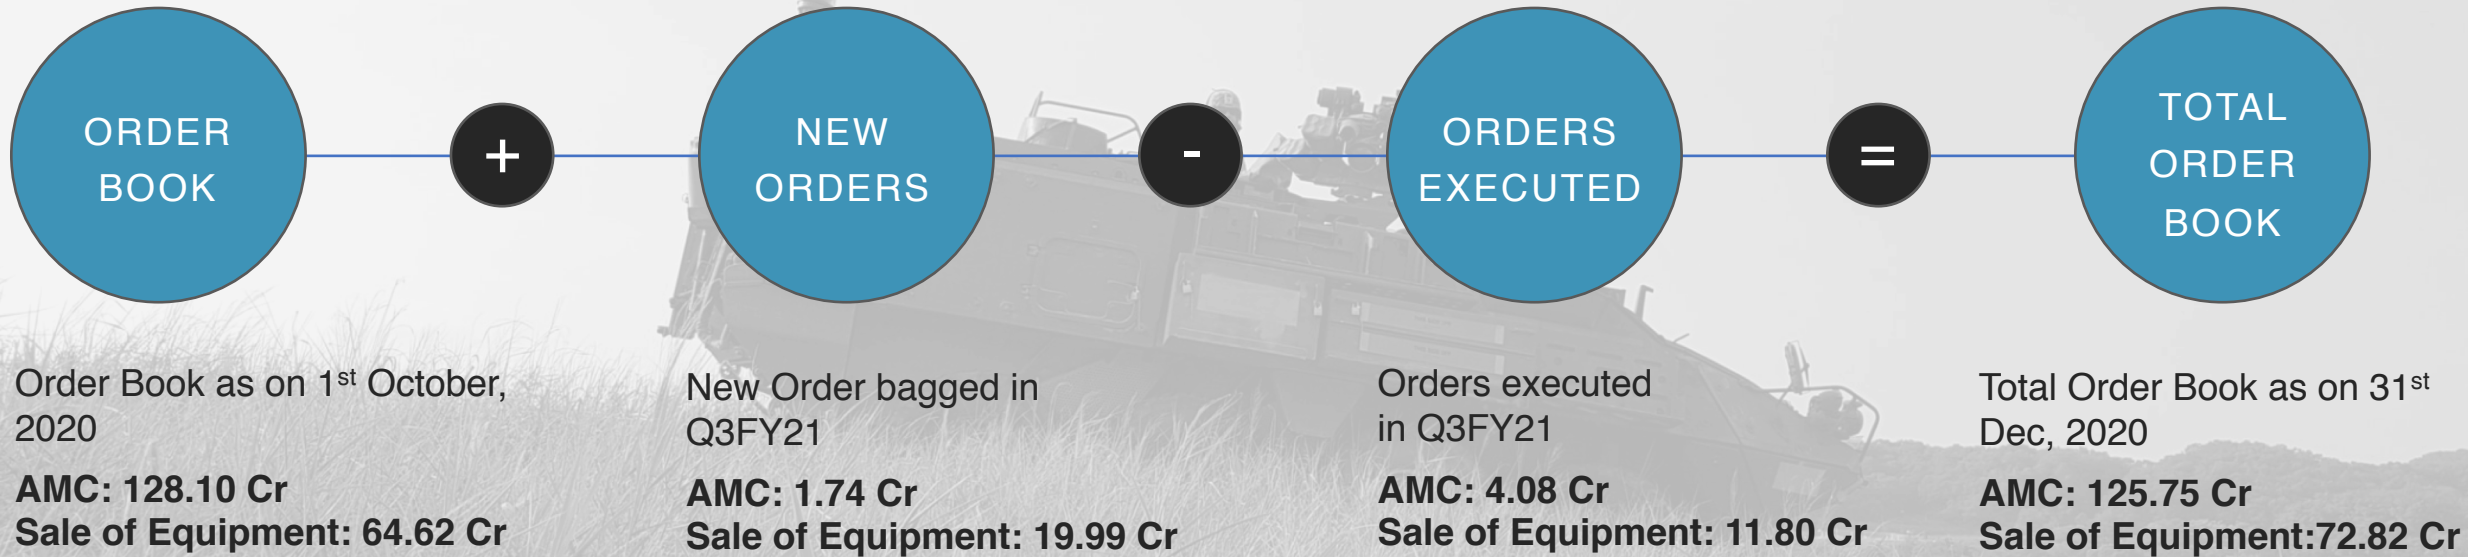 ORDER
BOOK
+
NEW
ORDERS
-
ORDERS
EXECUTED
=
TOTAL
ORDER
BOOK
Order Book as on 1st October,
2020
AMC: 128.10 Cr
Sale of Equipment: 64.62 Cr
New Order bagged in
Q3FY21
AMC: 1.74 Cr
Sale of Equipment: 19.99 Cr
Orders executed
in Q3FY21
AMC: 4.08 Cr
Sale of Equipment: 11.80 Cr
Total Order Book as on 31st
Dec, 2020
AMC: 125.75 Cr
Sale of Equipment:72.82 Cr